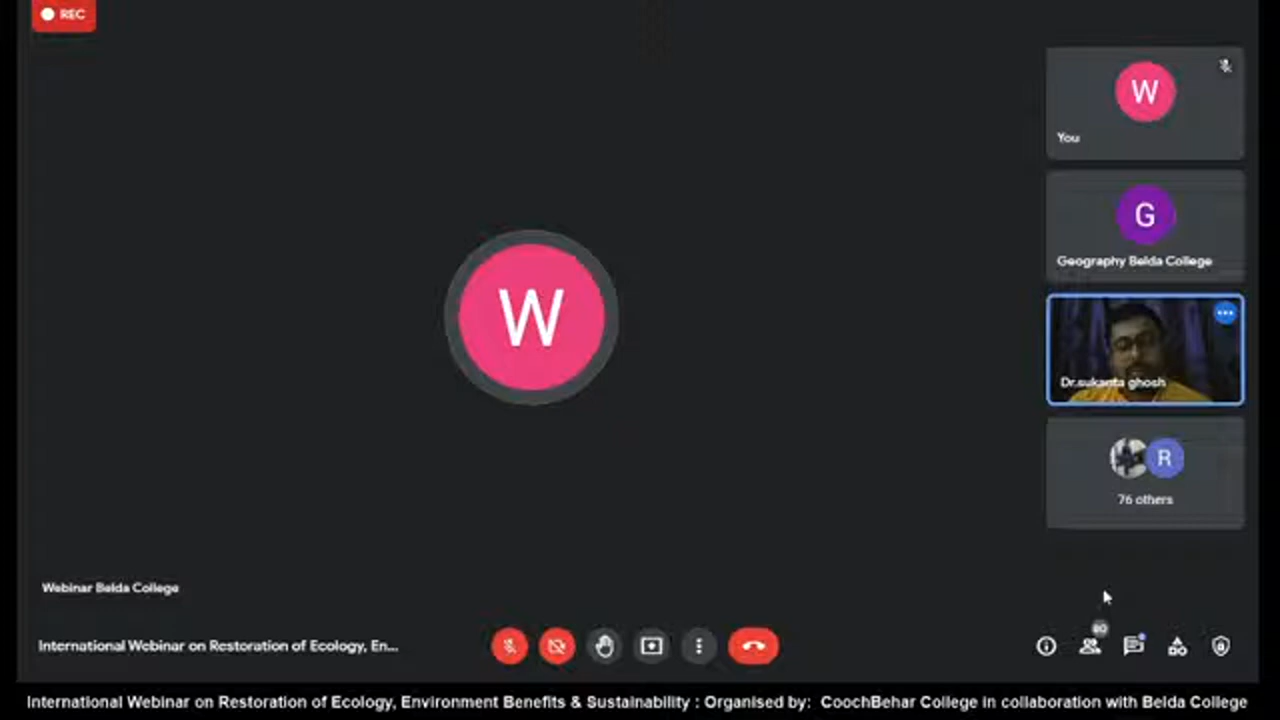 REC
W
You
G
Geography Belda College
W
Dr.sukanta ghosh
R
76 others
Webinar Belda College
80
International Webinar on Restoration of Ecology, En...
International Webinar on Restoration of Ecology, Environment Benefits & Sustainability : Organised by: CoochBehar College in collaboration with Belda College